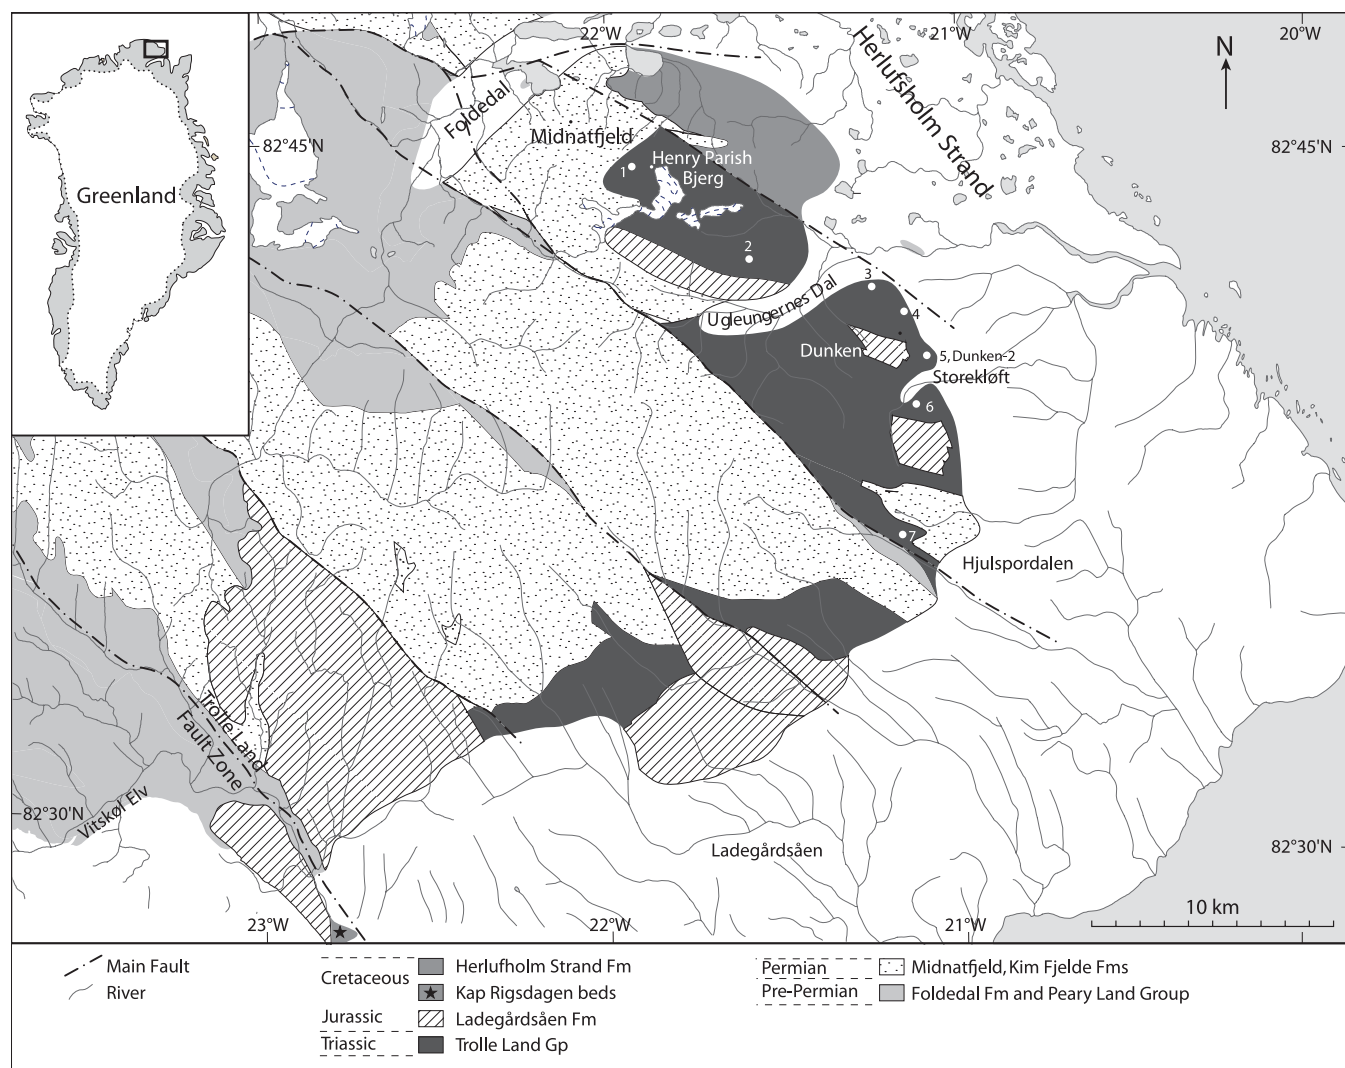 22°W
21°W
20°W
N
Herlufsholm Strand
Foldedal
Midnatfjeld
82°45'N
82°45'N
Henry Parish
Bjerg
1
Greenland
2
3
Ugleungernes Dal
4
Dunken
5, Dunken-2
Storekløft
6
7
Hjulspordalen
Trolle Land
Fault Zone
Vitskøl Elv
82°30'N
Ladegårdsåen
82°30'N
23°W
22°W
21°W
10 km
Main Fault
River
Cretaceous
Herlufholm Strand Fm
Kap Rigsdagen beds
Jurassic
Ladegårdsåen Fm
Triassic
Trolle Land Gp
Permian
Midnatfjeld, Kim Fjelde Fms
Pre-Permian
Foldedal Fm and Peary Land Group